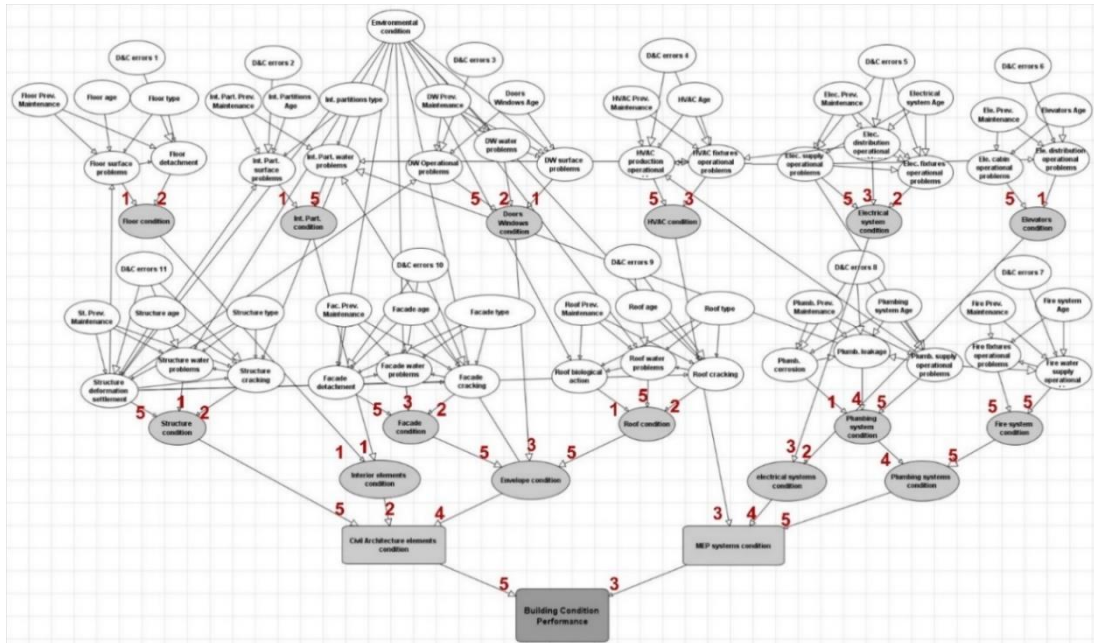 Environmental
condition
D&C errors 1
D&C errors 2
D&C errors 3
D&C errors 4
D&C errors 5
D&C errors 6
Floor Prev.
Maintenance
Floor age
Floor type
Int. Part. Prev.
Maintenance
Int. Partitions
Age
Int. partitions type
DW Prev.
Maintenance
Doors
Windows Age
HVAC Prev.
Maintenance
HVAC Age
Elec. Prev.
Maintenance
Electrical
system Age
Ele. Prev.
Maintenance
Elevators Age
Floor surface
problems
Floor
detachment
Int. Part.
surface
problems
Int. Part. water
problems
DW Operational
problems
DW water
problems
DW surface
problems
HVAC
production
operational
HVAC fixtures
operational
problems
Elec. supply
operational
problems
Elec.
distribution
operational
Elec. fixtures
operational
problems
Ele. cabin
operational
problems
Ele. distribution
operational
problems
1
2
1
5
5
2
1
5
3
5
3
2
5
1
Floor condition
Int. Part.
condition
Doors
Windows
condition
HVAC condition
Electrical
system
condition
Elevators
condition
D&C errors 11
D&C errors 10
D&C errors 9
D&C errors 8
D&C errors 7
St. Prev.
Maintenance
Structure age
Structure type
Fac. Prev.
Maintenance
Facade age
Facade type
Roof Prev.
Maintenance
Roof age
Roof type
Plumb. Prev.
Maintenance
Plumbing
system Age
Fire Prev.
Maintenance
Fire system
Age
Structure
deformation
settlement
Structure water
problems
Structure
cracking
Facade
detachment
Facade water
problems
Facade
cracking
Roof biological
action
Roof water
problems
Roof cracking
Plumb.
corrosion
Plumb. leakage
Plumb. supply
operational
problems
Fire fixtures
operational
problems
Fire water
supply
operational
5
1
2
5
3
2
1
5
2
1
4
5
5
5
Structure
condition
Facade
condition
Roof condition
Plumbing
system
condition
Fire system
condition
1
1
5
3
5
3
2
4
5
Interior elements
condition
Envelope condition
electrical systems
condition
Plumbing systems
condition
5
2
4
3
4
5
Civil Architecture elements
condition
MEP systems condition
5
3
Building Condition
Performance